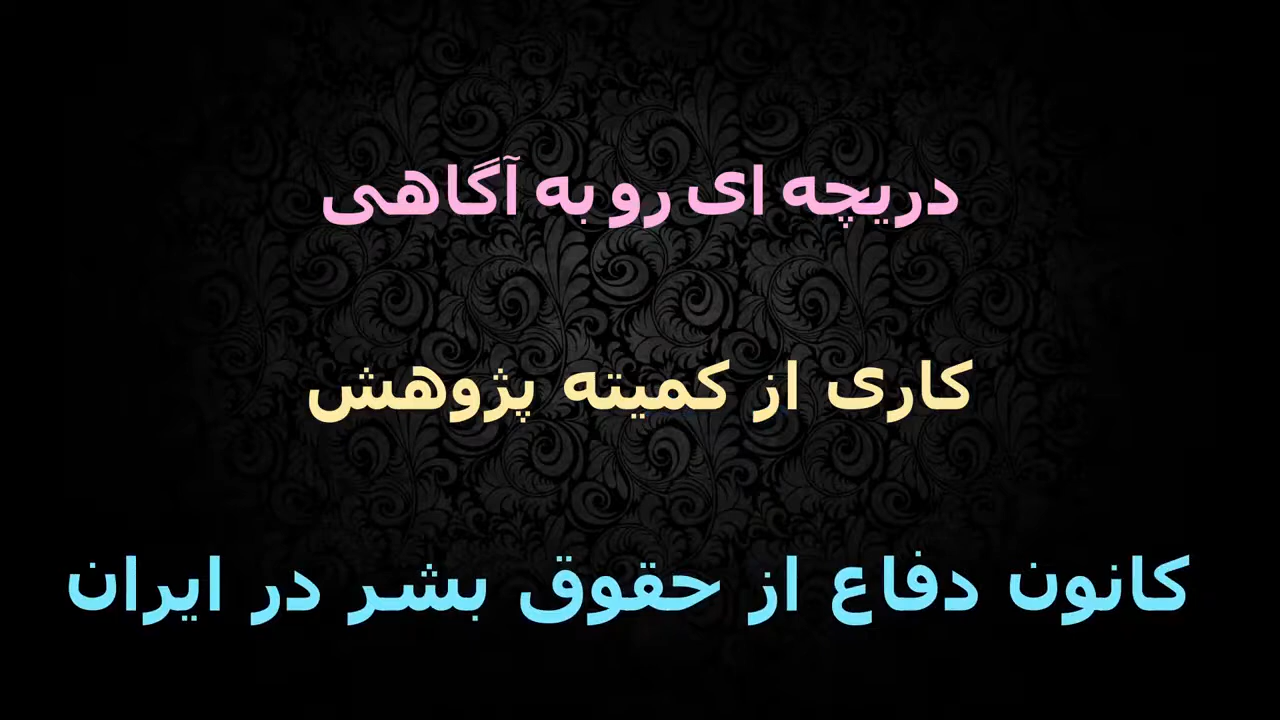 دریچه ای رو به آگاهی
کاری از کمیته پژوهش
کانون دفاع از حقوق بشر در ایران